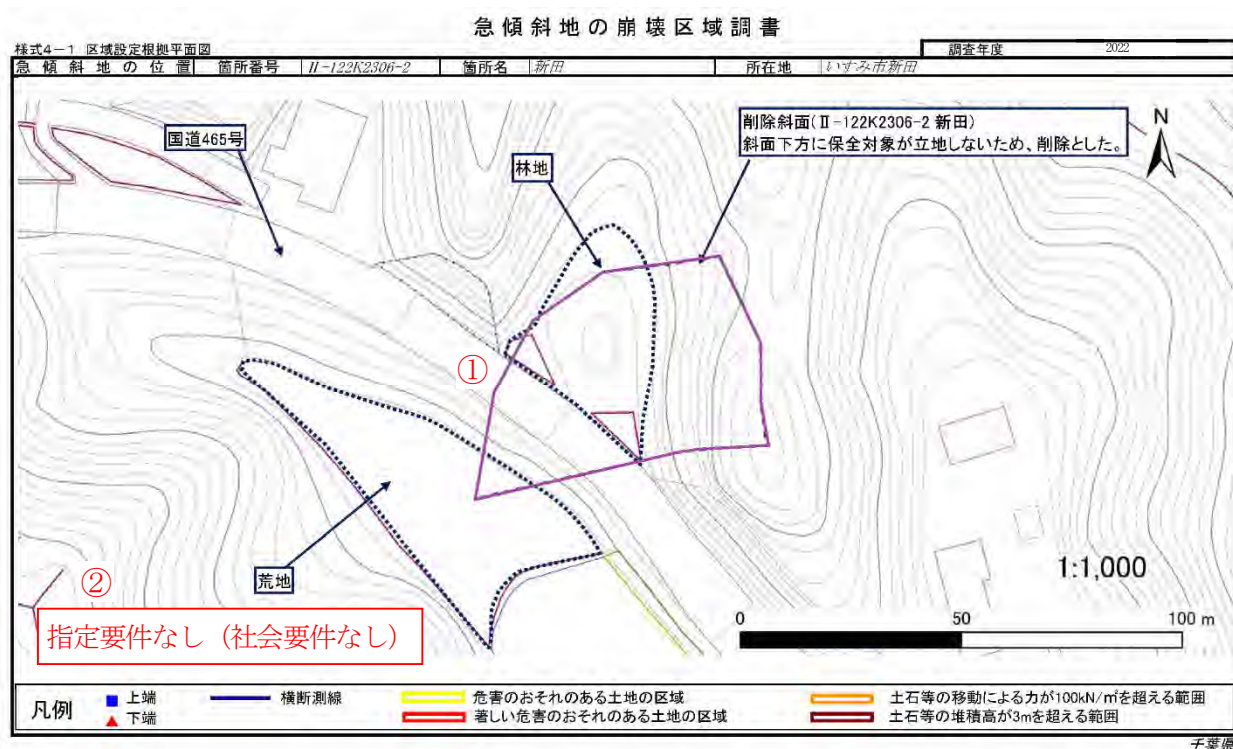 急傾斜地の崩壊区域調書
様式4-1 区域設定根拠平面図
調査年度 2022
急傾斜地の位置 箇所番号 Ⅱ-122K2306-2 箇所名 新田 所在地 いすみ市新田
国道465号
削除斜面(Ⅱ-122K2306-2 新田)
斜面下方に保全対象が立地しないため、削除とした。
N
林地
①
荒地
②
指定要件なし（社会要件なし）
1:1,000
0 50 100 m
凡例
上端
下端
横断測線
危害のおそれのある土地の区域
著しい危害のおそれのある土地の区域
土石等の移動による力が100kN/㎡を超える範囲
土石等の堆積高が3mを超える範囲
千葉県